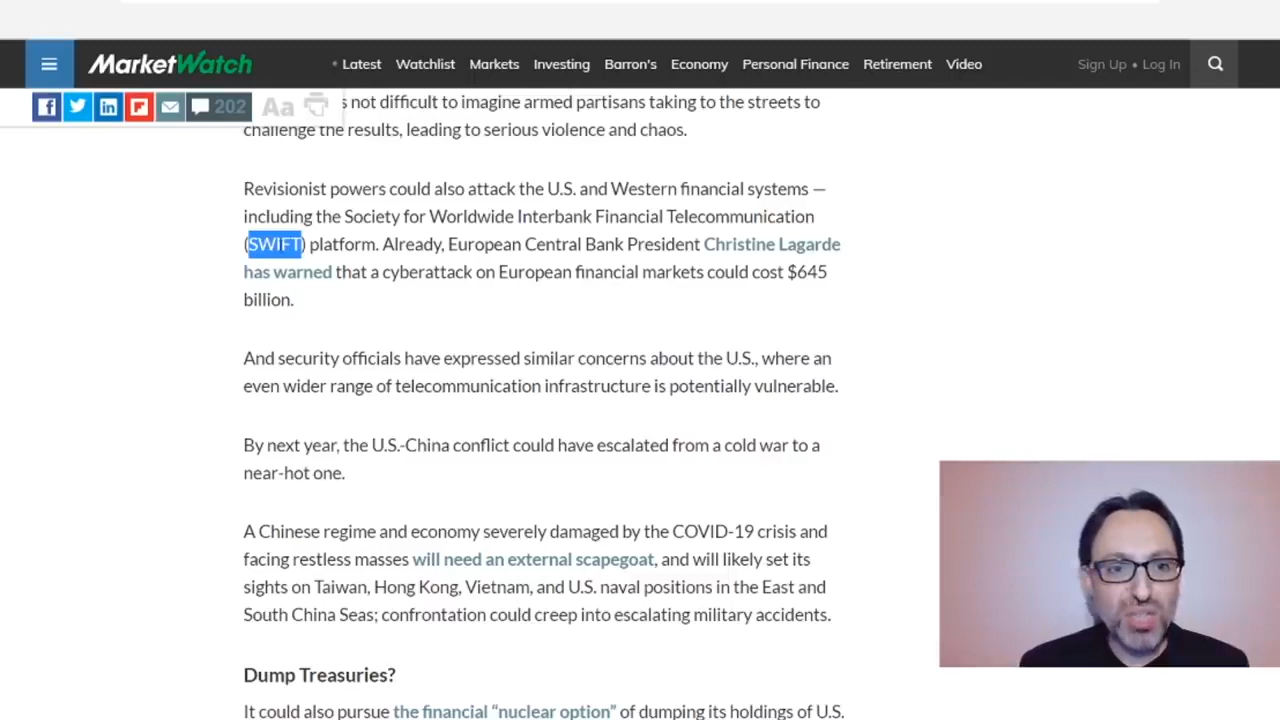 MarketWatch
Latest Watchlist Markets Investing Barron's Economy Personal Finance Retirement Video Sign Up • Log In
202 Aa
s not difficult to imagine armed partisans taking to the streets to
challenge the results, leading to serious violence and chaos.
Revisionist powers could also attack the U.S. and Western financial systems —
including the Society for Worldwide Interbank Financial Telecommunication
(SWIFT) platform. Already, European Central Bank President Christine Lagarde
has warned that a cyberattack on European financial markets could cost $645
billion.
And security officials have expressed similar concerns about the U.S., where an
even wider range of telecommunication infrastructure is potentially vulnerable.
By next year, the U.S.-China conflict could have escalated from a cold war to a
near-hot one.
A Chinese regime and economy severely damaged by the COVID-19 crisis and
facing restless masses will need an external scapegoat, and will likely set its
sights on Taiwan, Hong Kong, Vietnam, and U.S. naval positions in the East and
South China Seas; confrontation could creep into escalating military accidents.
Dump Treasuries?
It could also pursue the financial “nuclear option” of dumping its holdings of U.S.